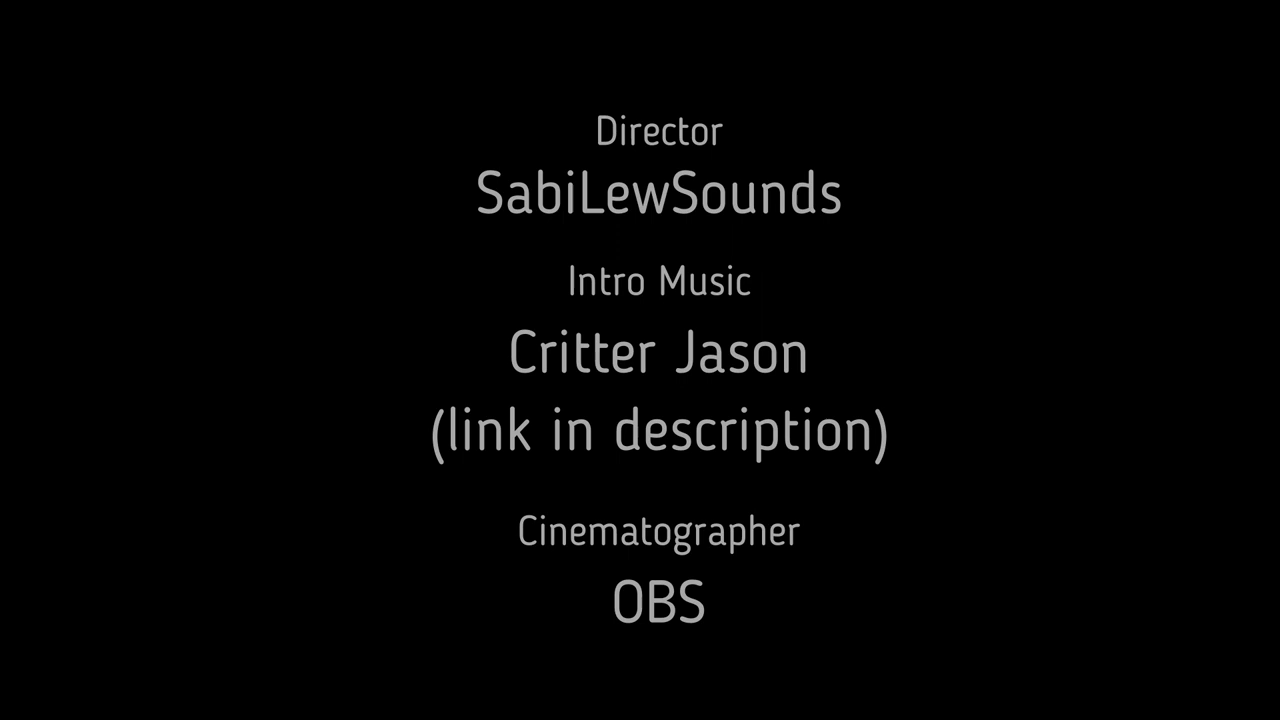 Director
SabiLewSounds
Intro Music
Critter Jason
(link in description)
Cinematographer
OBS